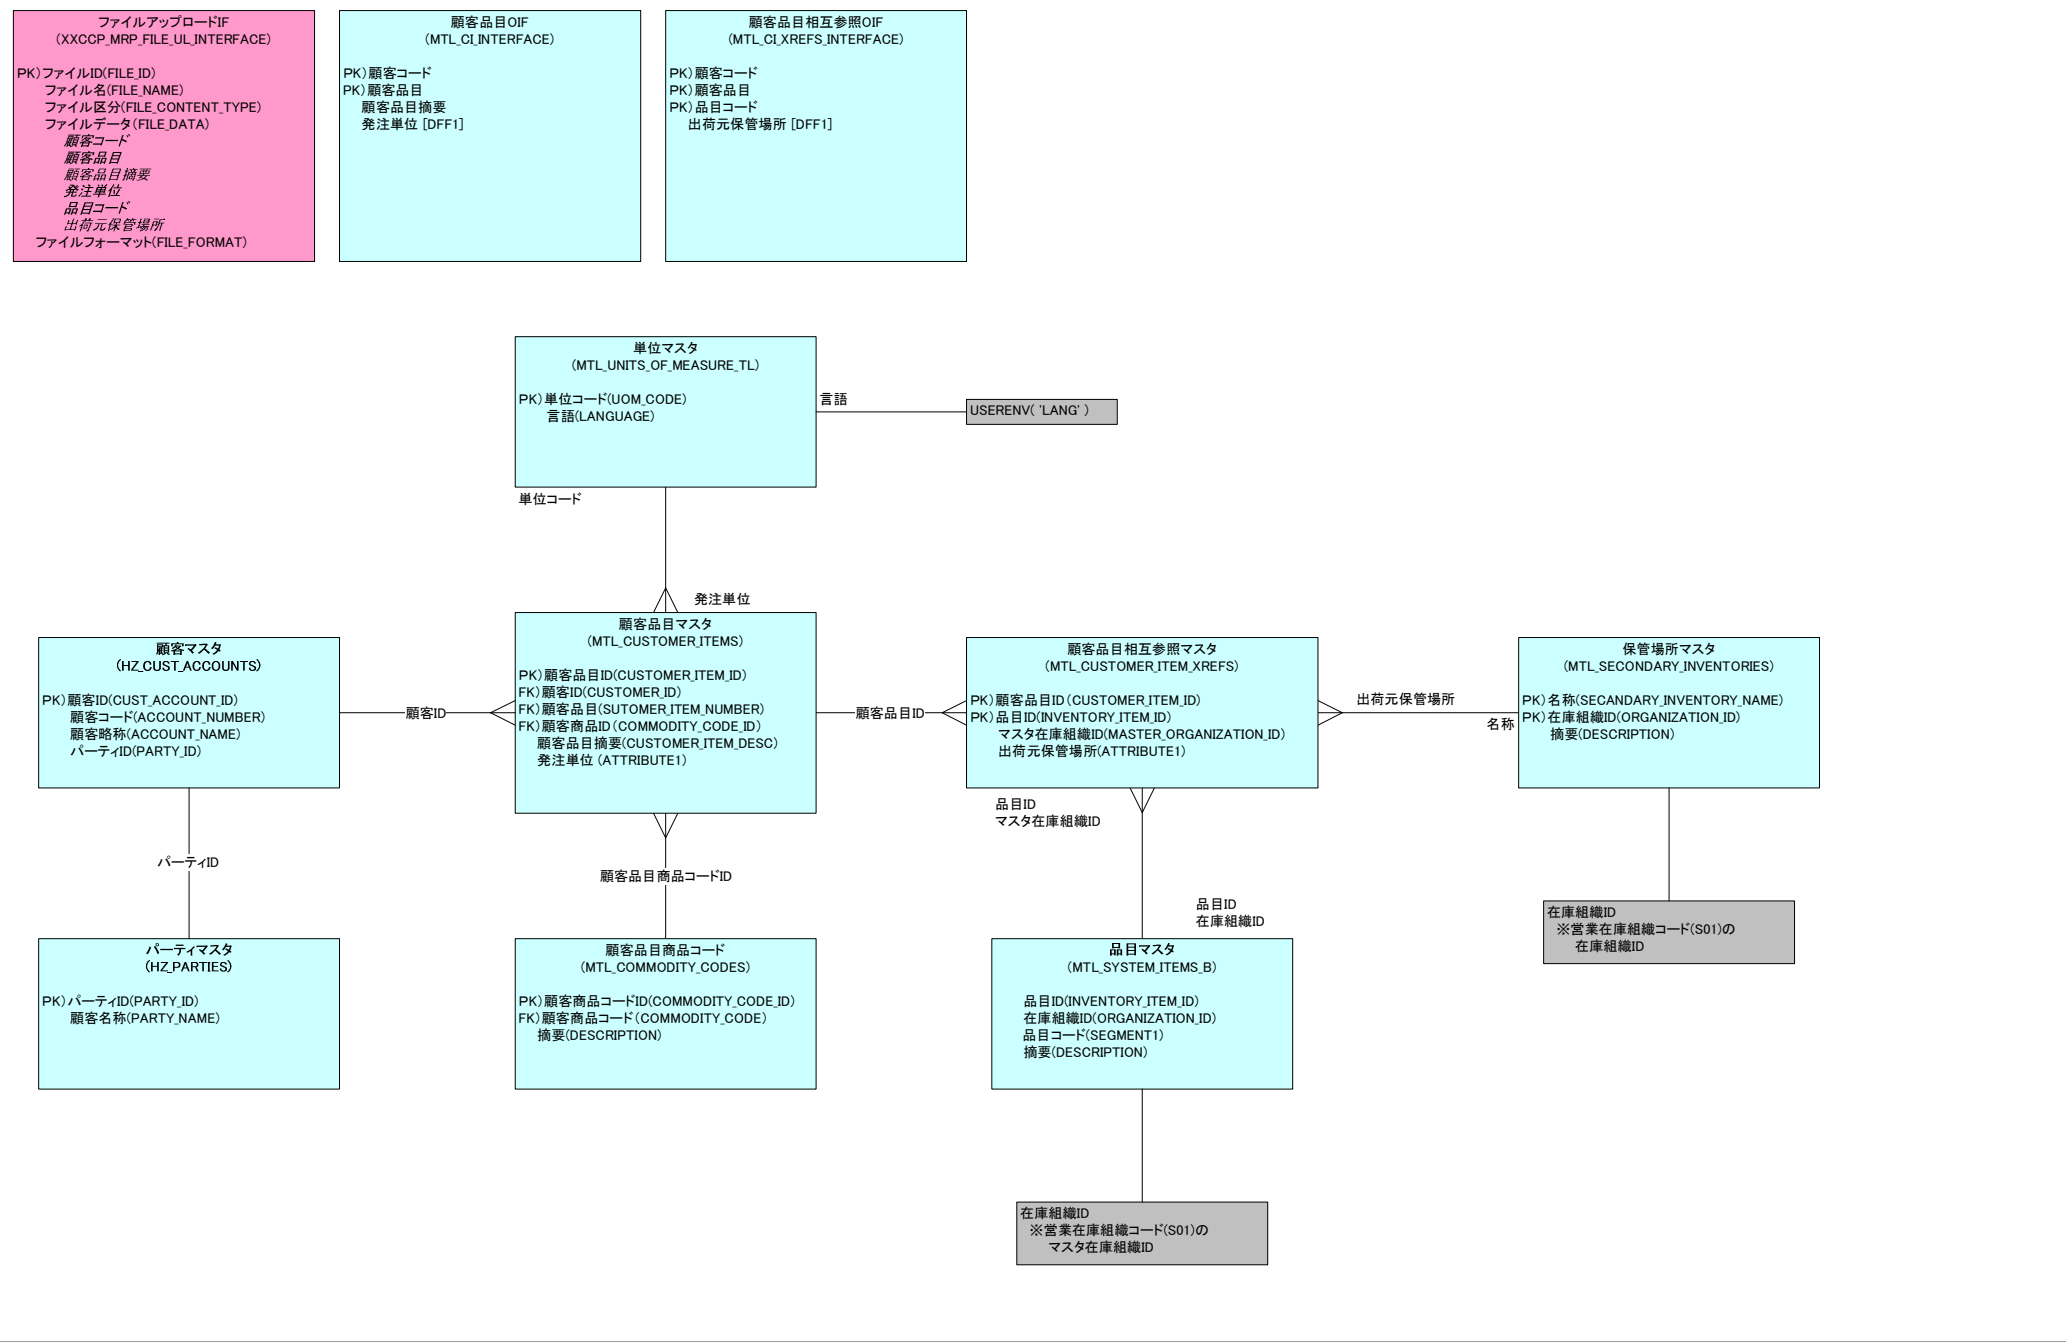 ファイルアップロードIF
（XXCCP_MRP_FILE_UL_INTERFACE）
PK）ファイルID(FILE_ID)
ファイル名(FILE_NAME)
ファイル区分(FILE_CONTENT_TYPE)
ファイルデータ(FILE_DATA)
顧客コード
顧客品目
顧客品目摘要
発注単位
品目コード
出荷元保管場所
ファイルフォーマット(FILE_FORMAT)
顧客品目OIF
（MTL_CI_INTERFACE）
PK）顧客コード
PK）顧客品目
顧客品目摘要
発注単位 [DFF1]
顧客品目相互参照OIF
（MTL_CI_XREFS_INTERFACE）
PK）顧客コード
PK）顧客品目
PK）品目コード
出荷元保管場所 [DFF1]
単位マスタ
（MTL_UNITS_OF_MEASURE_TL）
PK）単位コード(UOM_CODE)
言語(LANGUAGE)
言語
USERENV( 'LANG' )
単位コード
発注単位
顧客マスタ
（HZ_CUST_ACCOUNTS）
PK）顧客ID(CUST_ACCOUNT_ID)
顧客コード(ACCOUNT_NUMBER)
顧客略称(ACCOUNT_NAME)
パーティID(PARTY_ID)
顧客ID
顧客品目マスタ
（MTL_CUSTOMER_ITEMS）
PK）顧客品目ID(CUSTOMER_ITEM_ID)
FK）顧客ID(CUSTOMER_ID)
FK）顧客品目(SUTOMER_ITEM_NUMBER)
FK）顧客商品ID（COMMODITY_CODE_ID)
顧客品目摘要(CUSTOMER_ITEM_DESC)
発注単位 (ATTRIBUTE1)
顧客品目ID
顧客品目相互参照マスタ
（MTL_CUSTOMER_ITEM_XREFS）
PK）顧客品目ID（CUSTOMER_ITEM_ID)
PK）品目ID(INVENTORY_ITEM_ID)
マスタ在庫組織ID(MASTER_ORGANIZATION_ID)
出荷元保管場所(ATTRIBUTE1)
出荷元保管場所
名称
保管場所マスタ
（MTL_SECONDARY_INVENTORIES）
PK）名称(SECANDARY_INVENTORY_NAME)
PK）在庫組織ID(ORGANIZATION_ID)
摘要(DESCRIPTION)
パーティID
顧客品目商品コードID
品目ID
マスタ在庫組織ID
品目ID
在庫組織ID
在庫組織ID
※営業在庫組織コード(S01)の
在庫組織ID
パーティマスタ
（HZ_PARTIES）
PK）パーティID(PARTY_ID)
顧客名称(PARTY_NAME)
顧客品目商品コード
（MTL_COMMODITY_CODES）
PK）顧客商品コードID(COMMODITY_CODE_ID)
FK）顧客商品コード（COMMODITY_CODE)
摘要(DESCRIPTION)
品目マスタ
（MTL_SYSTEM_ITEMS_B）
品目ID(INVENTORY_ITEM_ID)
在庫組織ID(ORGANIZATION_ID)
品目コード(SEGMENT1)
摘要(DESCRIPTION)
在庫組織ID
※営業在庫組織コード(S01)の
マスタ在庫組織ID